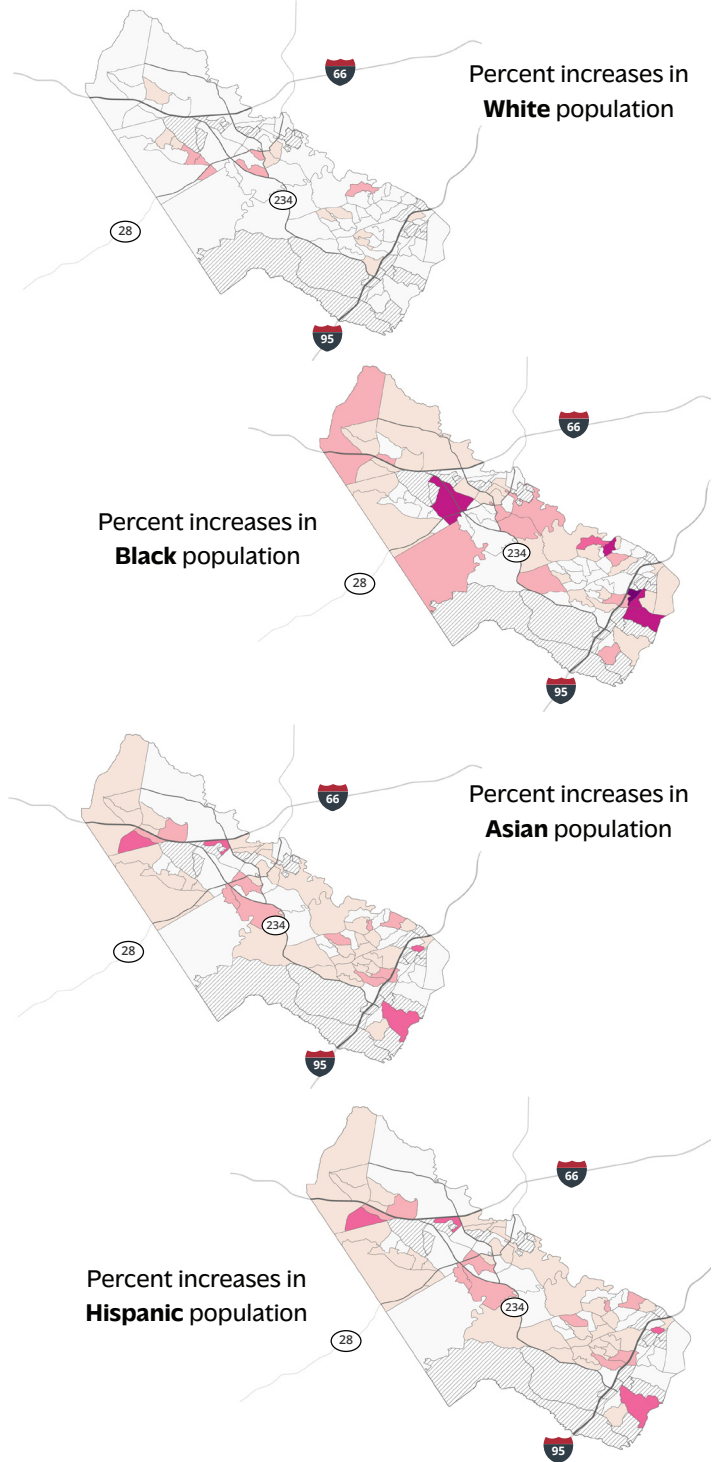 66
Percent increases in
White population
234
28
95
66
Percent increases in
Black population
234
28
95
66
Percent increases in
Asian population
234
28
95
66
Percent increases in
Hispanic population
234
28
95